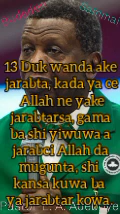 13 Duk wanda ake
jarabta, kada ya ce
Allah ne yake
jarabtarsa, gama
ba shi yiwuwa a
jarabci Allah da
mugunta, shi
kansa kuwa ba
ya jarabtar kowa.